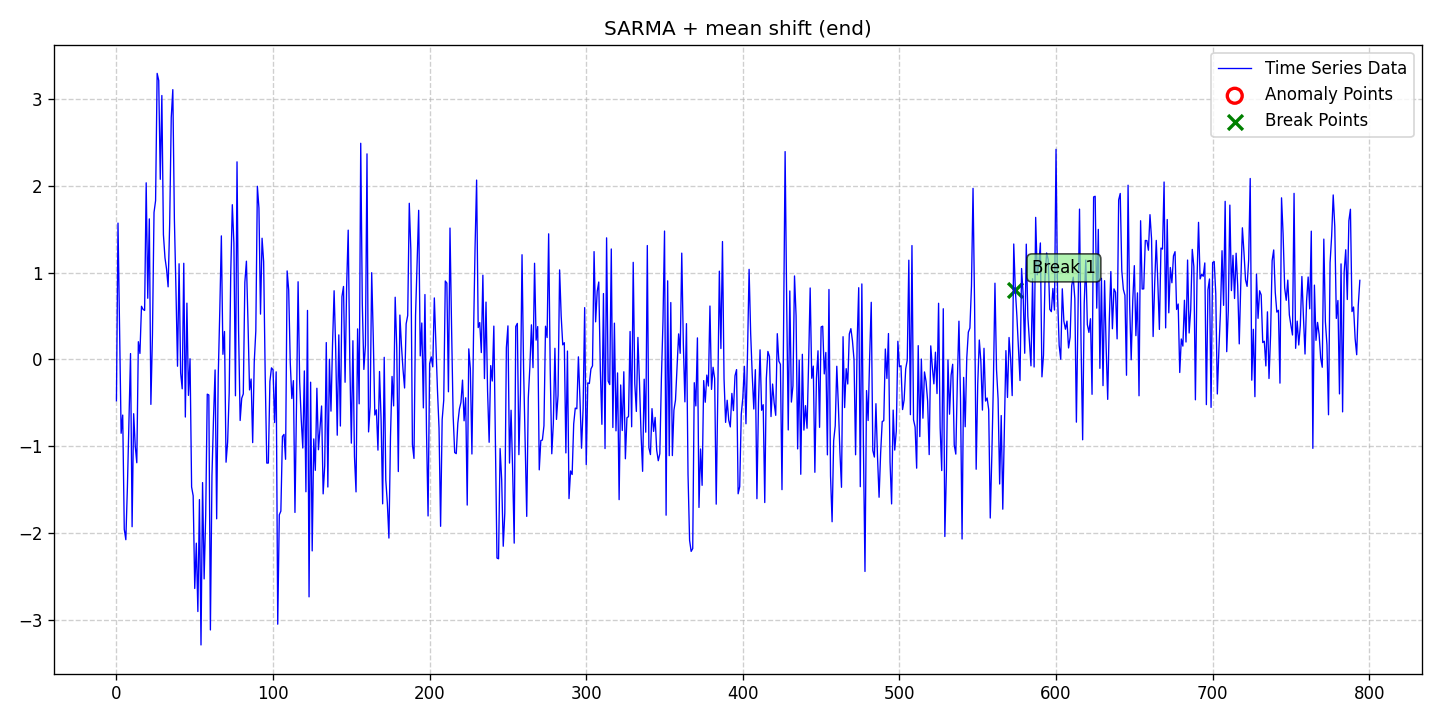 SARMA + mean shift (end)
Time Series Data
Anomaly Points
Break Points
Break 1
3
2
1
0
−1
−2
−3
0 100 200 300 400 500 600 700 800